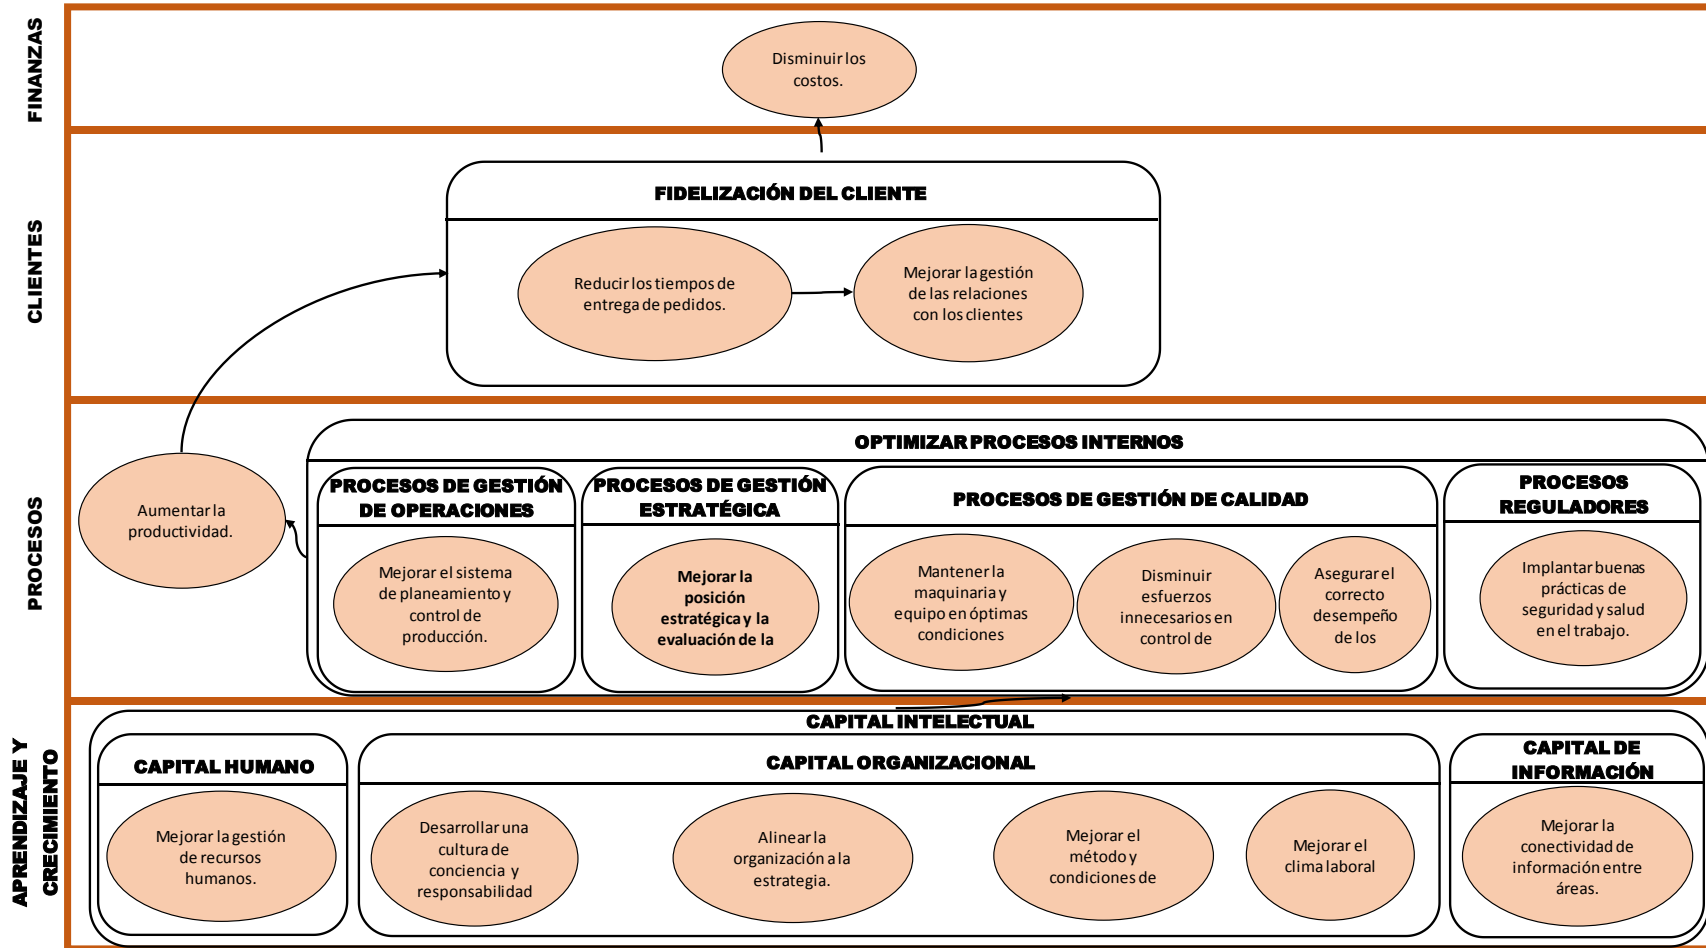 FINANZAS
Disminuir los
costos.
CLIENTES
FIDELIZACIÓN DEL CLIENTE
Reducir los tiempos de
entrega de pedidos.
Mejorar la gestión
de las relaciones
con los clientes
PROCESOS
Aumentar la
productividad.
OPTIMIZAR PROCESOS INTERNOS
PROCESOS DE GESTIÓN
DE OPERACIONES
Mejorar el sistema
de planeamiento y
control de
producción.
PROCESOS DE GESTIÓN
ESTRATÉGICA
Mejorar la
posición
estratégica y la
evaluación de la
PROCESOS DE GESTIÓN DE CALIDAD
Mantener la
maquinaria y
equipo en óptimas
condiciones
Disminuir
esfuerzos
innecesarios en
control de
Asegurar el
correcto
desempeño
de los
PROCESOS
REGULADORES
Implantar buenas
prácticas de
seguridad y salud
en el trabajo.
APRENDIZAJE Y
CRECIMIENTO
CAPITAL INTELECTUAL
CAPITAL HUMANO
Mejorar la gestión
de recursos
humanos.
CAPITAL ORGANIZACIONAL
Desarrollar una
cultura de
conciencia y
responsabilidad
Alinear la
organización a la
estrategia.
Mejorar el
método y
condiciones de
Mejorar el
clima laboral
CAPITAL DE
INFORMACIÓN
Mejorar la
conectividad de
información entre
áreas.